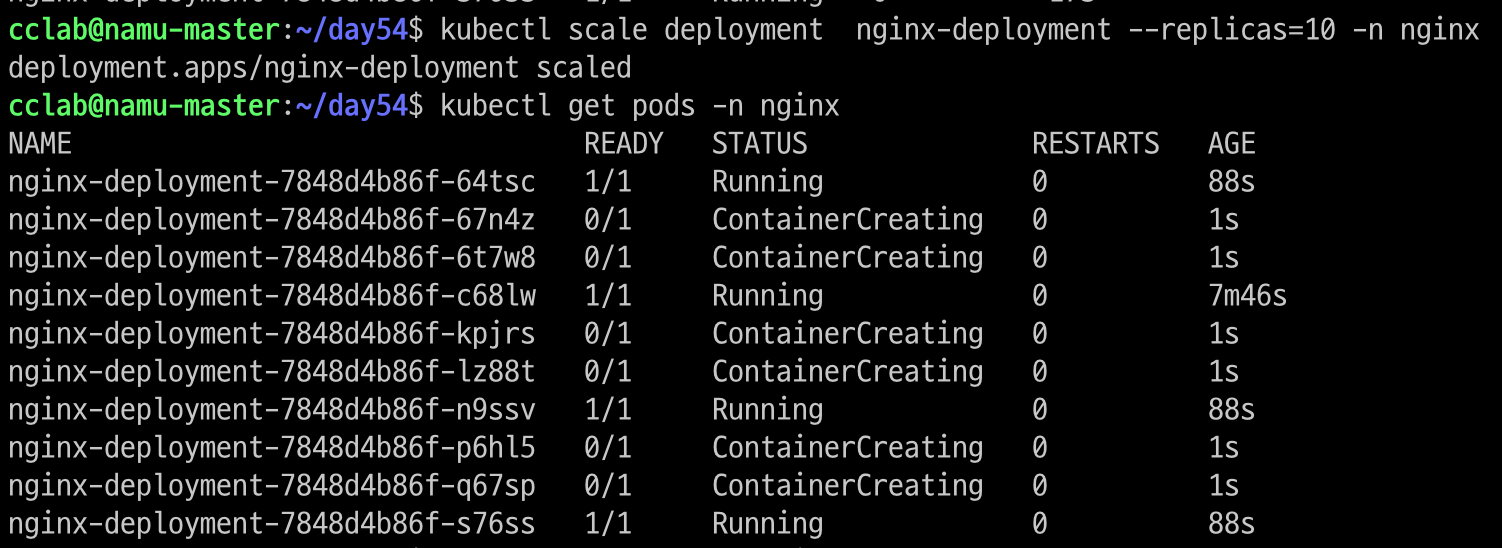 cclab@namu-master:~/day54$ kubectl scale deployment  nginx-deployment --replicas=10 -n nginx
deployment.apps/nginx-deployment scaled
cclab@namu-master:~/day54$ kubectl get pods -n nginx
NAME                                READY   STATUS              RESTARTS   AGE
nginx-deployment-7848d4b86f-64tsc   1/1     Running             0          88s
nginx-deployment-7848d4b86f-67n4z   0/1     ContainerCreating   0          1s
nginx-deployment-7848d4b86f-6t7w8   0/1     ContainerCreating   0          1s
nginx-deployment-7848d4b86f-c68lw   1/1     Running             0          7m46s
nginx-deployment-7848d4b86f-kpjrs   0/1     ContainerCreating   0          1s
nginx-deployment-7848d4b86f-lz88t   0/1     ContainerCreating   0          1s
nginx-deployment-7848d4b86f-n9ssv   1/1     Running             0          88s
nginx-deployment-7848d4b86f-p6hl5   0/1     ContainerCreating   0          1s
nginx-deployment-7848d4b86f-q67sp   0/1     ContainerCreating   0          1s
nginx-deployment-7848d4b86f-s76ss   1/1     Running             0          88s